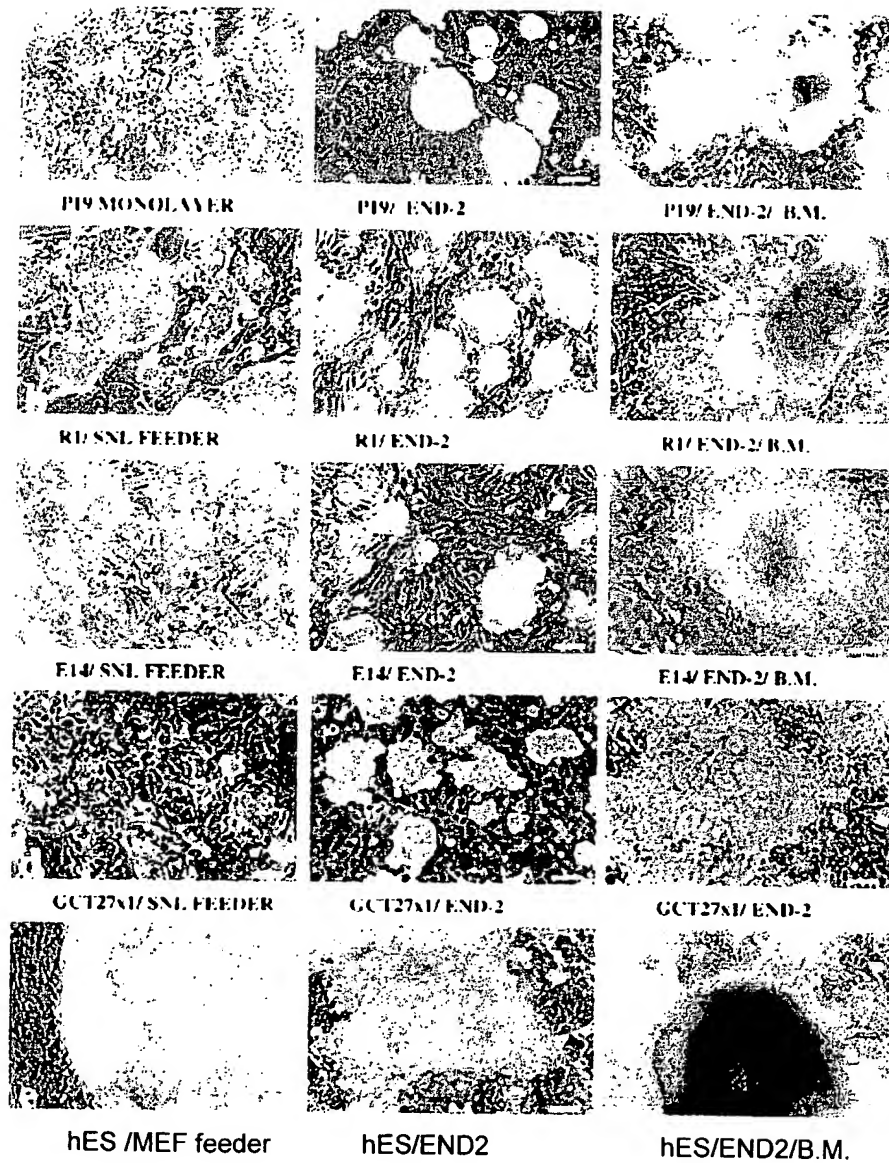 P19 MONOLAYER P19/ END-2 P19/ END-2/ B.M.
R1/ SNL FEEDER R1/ END-2 R1/ END-2/ B.M.
E14/ SNL FEEDER E14/ END-2 E14/ END-2/ B.M.
GCT27x1/ SNL FEEDER GCT27x1/ END-2 GCT27x1/ END-2
hES /MEF feeder hES/END2 hES/END2/B.M.